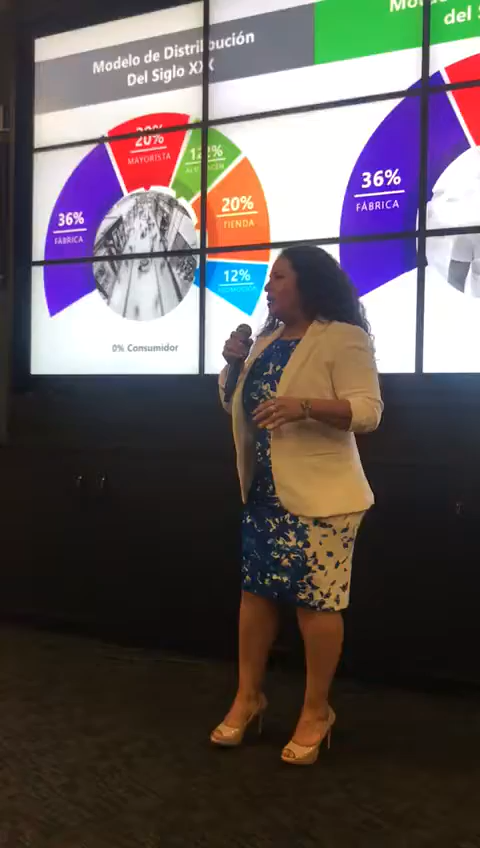 Modelo de Distribución
Del Siglo XX
20%
MAYORISTA
12%
36%
FÁBRICA
20%
TIENDA
12%
0% Consumidor
del
36%
FÁBRICA